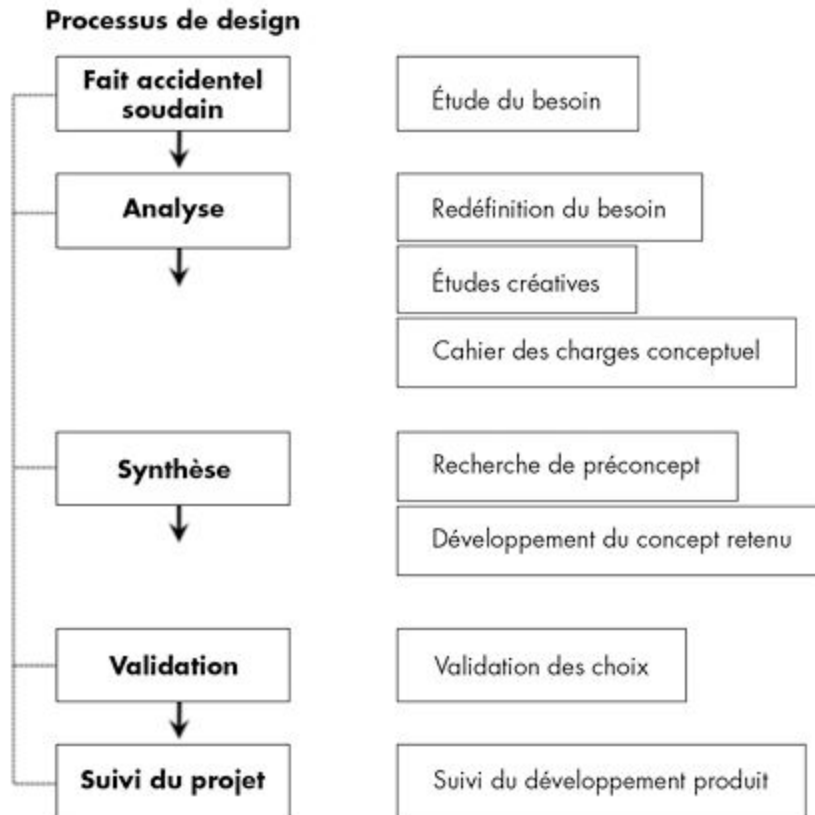 Processus de design
Fait accidentel
soudain
Étude du besoin
Analyse
Redéfinition du besoin
Études créatives
Cahier des charges conceptuel
Synthèse
Recherche de préconcept
Développement du concept retenu
Validation
Validation des choix
Suivi du projet
Suivi du développement produit